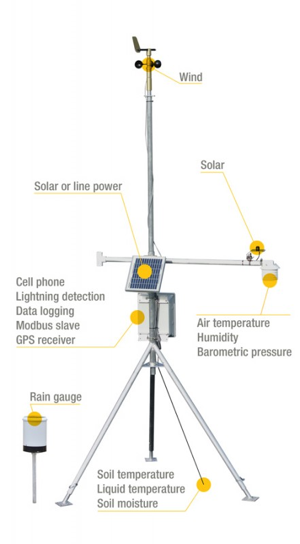 Wind
Solar
Solar or line power
Cell phone
Lightning detection
Data logging
Modbus slave
GPS receiver
Air temperature
Humidity
Barometric pressure
Rain gauge
Soil temperature
Liquid temperature
Soil moisture